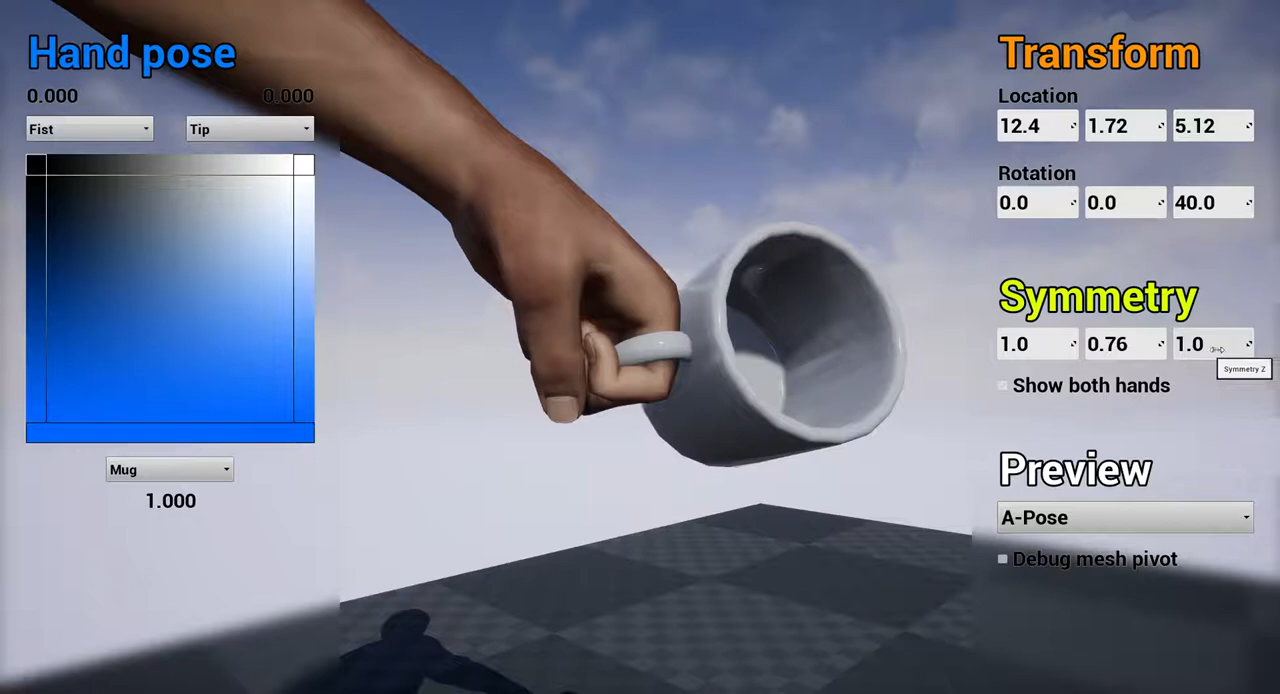 Hand pose
0.000 0.000
Fist Tip
Mug
1.000
Transform
Location
12.4 1.72 5.12
Rotation
0.0 0.0 40.0
Symmetry
1.0 0.76 1.0
Symmetry Z
Show both hands
Preview
A-Pose
Debug mesh pivot